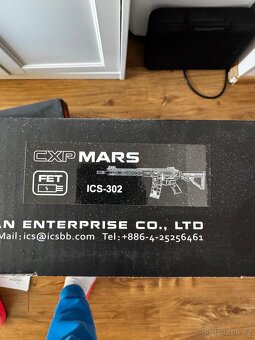 CXP MARS
FET
ICS-302
AN ENTERPRISE CO., LTD
Mail: ics@icsbb.com Tel: +886-4-25256461